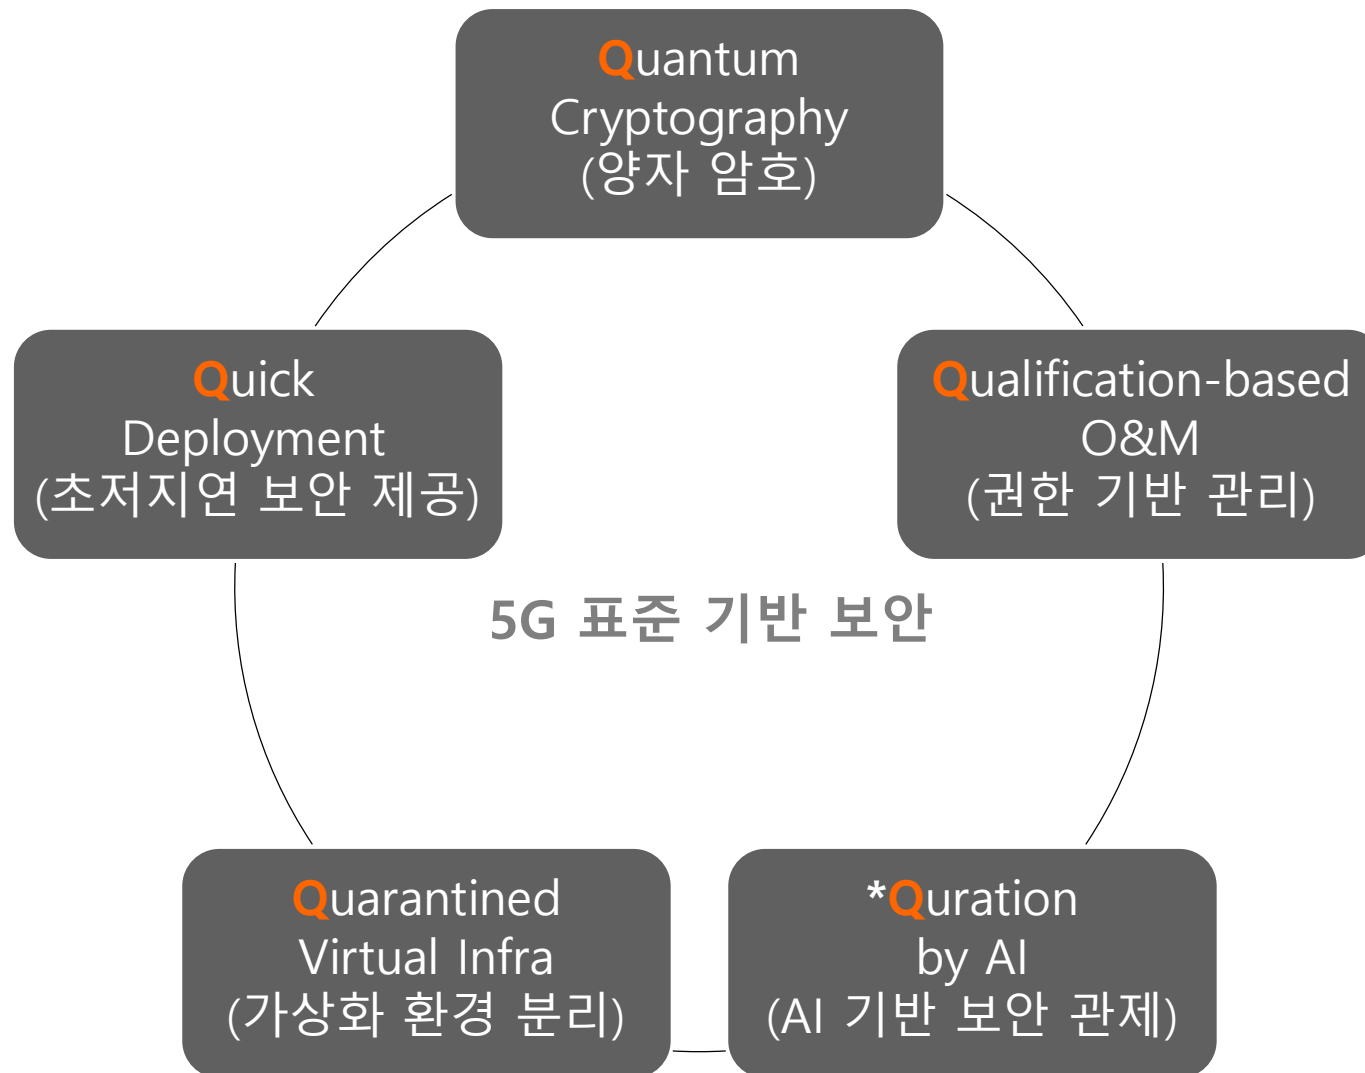 Quantum
Cryptography
(양자 암호)
Quick
Deployment
(초저지연 보안 제공)
Qualification-based
O&M
(권한 기반 관리)
5G 표준 기반 보안
Quarantined
Virtual Infra
(가상화 환경 분리)
*Quration
by AI
(AI 기반 보안 관제)